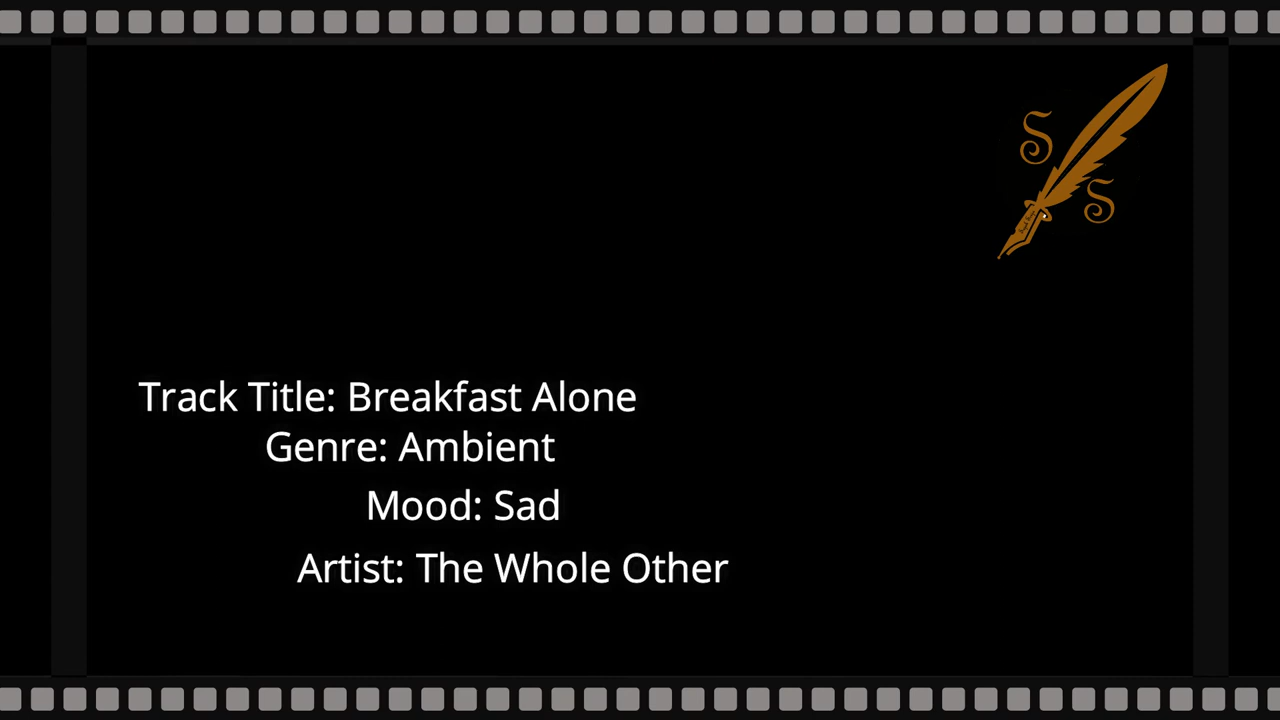 S
S
Track Title: Breakfast Alone
Genre: Ambient
Mood: Sad
Artist: The Whole Other